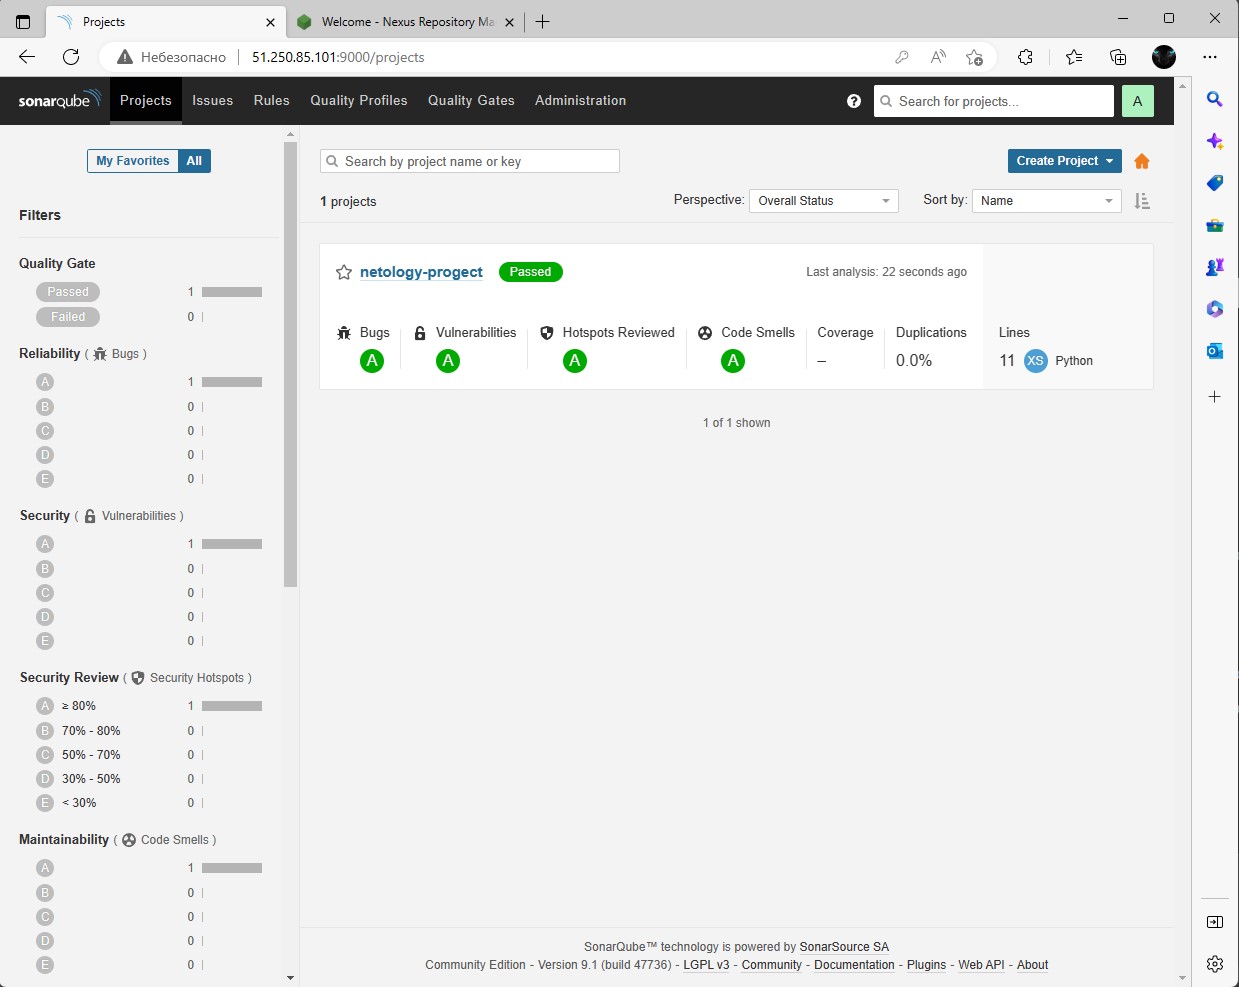 Projects
Welcome - Nexus Repository Ma
Небезопасно
51.250.85.101:9000/projects
sonarqube
Projects
Issues
Rules
Quality Profiles
Quality Gates
Administration
?
Search for projects...
A
My Favorites
All
Search by project name or key
Create Project
1 projects
Perspective:
Overall Status
Sort by:
Name
Filters
Quality Gate
Passed 1
Failed 0
Reliability ( Bugs )
A 1
B 0
C 0
D 0
E 0
Security ( Vulnerabilities )
A 1
B 0
C 0
D 0
E 0
Security Review ( Security Hotspots )
A ≥ 80% 1
B 70% - 80% 0
C 50% - 70% 0
D 30% - 50% 0
E < 30% 0
Maintainability ( Code Smells )
A 1
B 0
C 0
D 0
E 0
netology-progect
Passed
Last analysis: 22 seconds ago
Bugs Vulnerabilities Hotspots Reviewed Code Smells Coverage Duplications Lines
A A A A – 0.0% 11 XS Python
1 of 1 shown
SonarQube™ technology is powered by SonarSource SA
Community Edition - Version 9.1 (build 47736) - LGPL v3 - Community - Documentation - Plugins - Web API - About